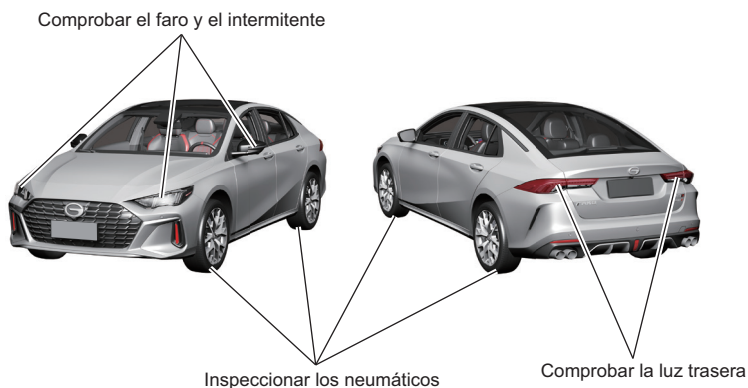 Comprobar el faro y el intermitente
Inspeccionar los neumáticos
Comprobar la luz trasera